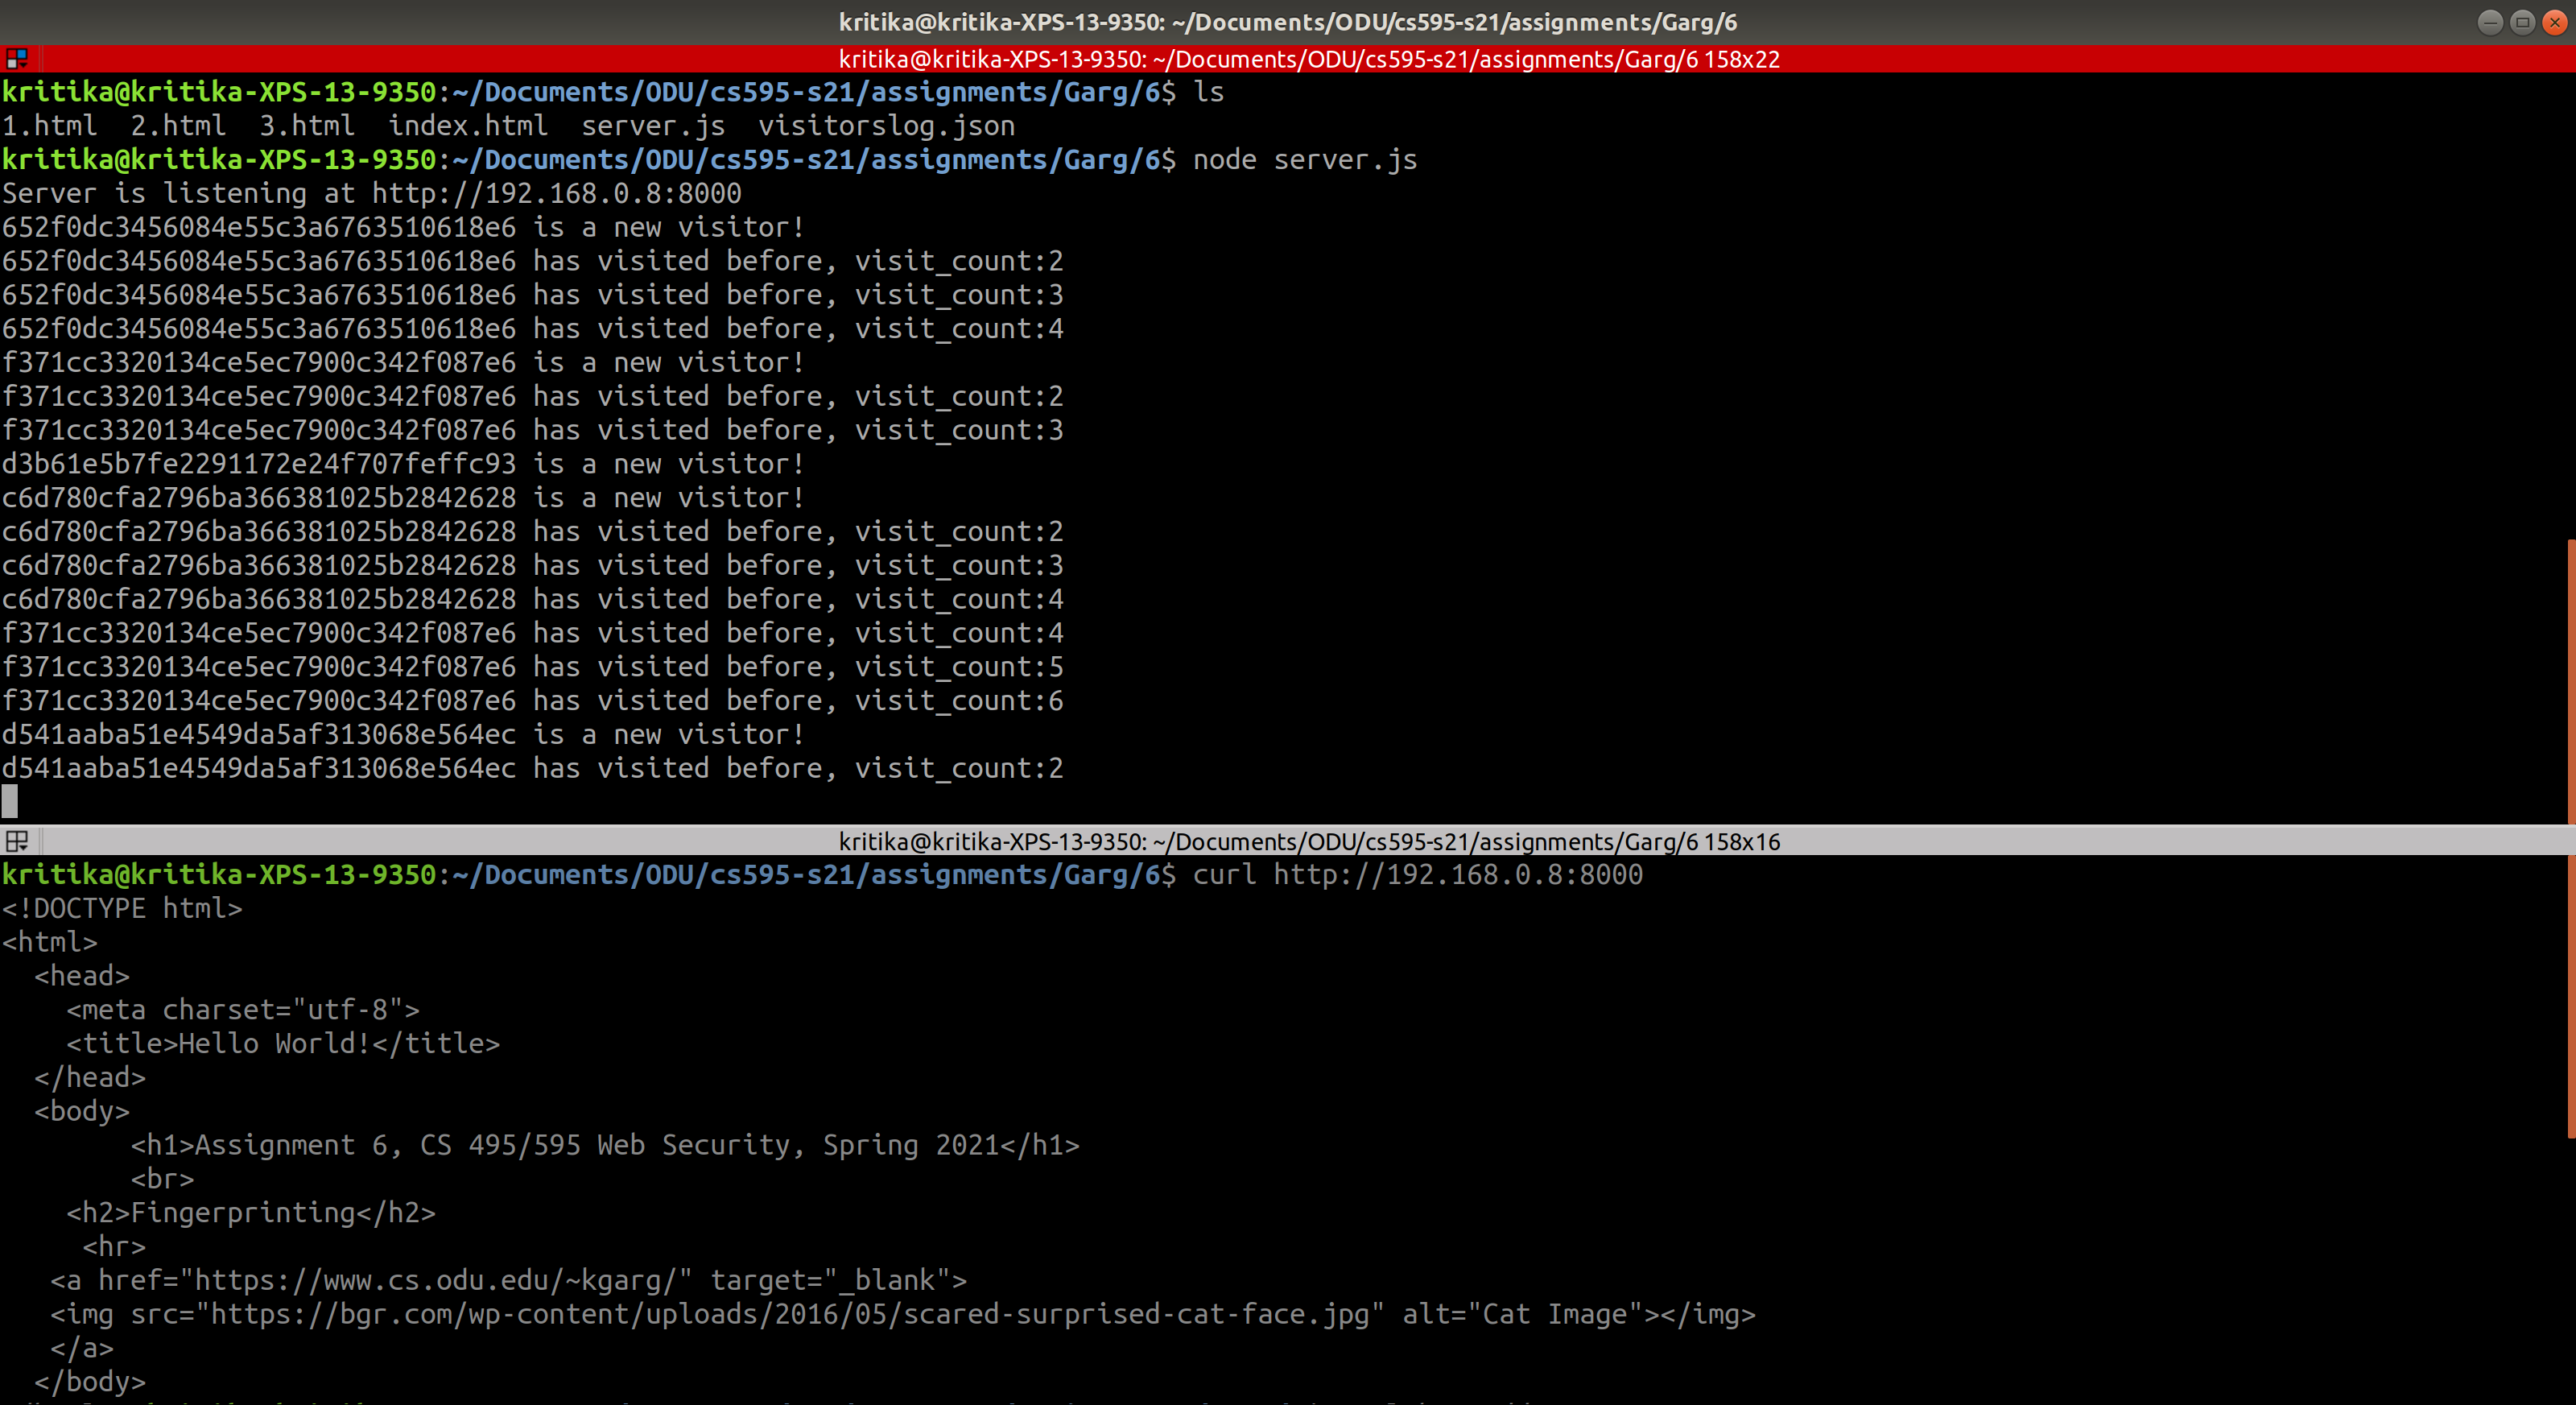 kritika@kritika-XPS-13-9350: ~/Documents/ODU/cs595-s21/assignments/Garg/6
kritika@kritika-XPS-13-9350: ~/Documents/ODU/cs595-s21/assignments/Garg/6 158x22
kritika@kritika-XPS-13-9350:~/Documents/ODU/cs595-s21/assignments/Garg/6$ ls
1.html  2.html  3.html  index.html  server.js  visitorslog.json
kritika@kritika-XPS-13-9350:~/Documents/ODU/cs595-s21/assignments/Garg/6$ node server.js
Server is listening at http://192.168.0.8:8000
652f0dc3456084e55c3a6763510618e6 is a new visitor!
652f0dc3456084e55c3a6763510618e6 has visited before, visit_count:2
652f0dc3456084e55c3a6763510618e6 has visited before, visit_count:3
652f0dc3456084e55c3a6763510618e6 has visited before, visit_count:4
f371cc3320134ce5ec7900c342f087e6 is a new visitor!
f371cc3320134ce5ec7900c342f087e6 has visited before, visit_count:2
f371cc3320134ce5ec7900c342f087e6 has visited before, visit_count:3
d3b61e5b7fe2291172e24f707feffc93 is a new visitor!
c6d780cfa2796ba366381025b2842628 is a new visitor!
c6d780cfa2796ba366381025b2842628 has visited before, visit_count:2
c6d780cfa2796ba366381025b2842628 has visited before, visit_count:3
c6d780cfa2796ba366381025b2842628 has visited before, visit_count:4
f371cc3320134ce5ec7900c342f087e6 has visited before, visit_count:4
f371cc3320134ce5ec7900c342f087e6 has visited before, visit_count:5
f371cc3320134ce5ec7900c342f087e6 has visited before, visit_count:6
d541aaba51e4549da5af313068e564ec is a new visitor!
d541aaba51e4549da5af313068e564ec has visited before, visit_count:2
kritika@kritika-XPS-13-9350: ~/Documents/ODU/cs595-s21/assignments/Garg/6 158x16
kritika@kritika-XPS-13-9350:~/Documents/ODU/cs595-s21/assignments/Garg/6$ curl http://192.168.0.8:8000
<!DOCTYPE html>
<html>
  <head>
    <meta charset="utf-8">
    <title>Hello World!</title>
  </head>
  <body>
        <h1>Assignment 6, CS 495/595 Web Security, Spring 2021</h1>
        <br>
    <h2>Fingerprinting</h2>
     <hr>
   <a href="https://www.cs.odu.edu/~kgarg/" target="_blank">
   <img src="https://bgr.com/wp-content/uploads/2016/05/scared-surprised-cat-face.jpg" alt="Cat Image"></img>
   </a>
  </body>